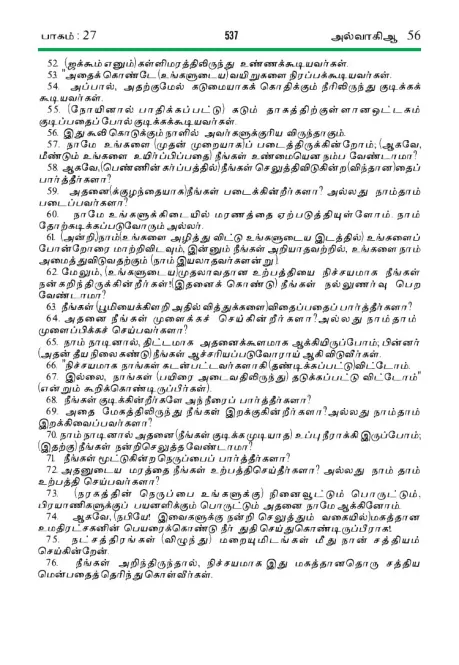 பாகம் : 27 537 அல்வாகிஆ 56
52. (ஜக்கூம் எனும்) கள்ளிமரத்திலிருந்து உண்ணக்கூடியவர்கள்.
53. "அதைக் கொண்டே (உங்களுடைய) வயிறுகளை நிரப்பக்கூடியவர்கள்.
54. அப்பால், அதற்குமேல் கடுமையாகக் கொதிக்கும் நீரிலிருந்து குடிக்கக்
கூடியவர்கள்.
55. (நோயினால் பாதிக்கப்பட்டு) கடும் தாகத்திற்குள்ளான ஒட்டகம்
குடிப்பதைப்போல் குடிக்கக்கூடியவர்கள்.
56. இது கூலி கொடுக்கும் நாளில் அவர்களுக்குரிய விருந்தாகும்.
57. நாமே உங்களை (முதன் முறையாக)ப் படைத்திருக்கின்றோம்; (ஆகவே,
மீண்டும் உங்களை உயிர்ப்பிப்பதை) நீங்கள் உண்மையென நம்ப வேண்டாமா?
58. ஆகவே, (பெண்ணின் கர்ப்பத்தில்) நீங்கள் செலுத்திவிடுகின்ற (விந்தான)தைப்
பார்த்தீர்களா?
59. அதனை(க்குழந்தையாக) நீங்கள் படைக்கின்றீர்களா? அல்லது நாம்தாம்
படைப்பவர்களா?
60. நாமே உங்களுக்கிடையில் மரணத்தை ஏற்படுத்தியுள்ளோம். நாம்
தோற்கடிக்கப்படுவோரும் அல்லர்.
61. (அன்றி,)நாம்(உங்களை அழித்து விட்டு உங்களுடைய இடத்தில்) உங்களைப்
போன்றோரை மாற்றிவிடவும், இன்னும் நீங்கள் அறியாதவற்றில், உங்களை நாம்
அமைத்துவிடுவதற்கும் (நாம் இயலாதவர்களன்று).
62. மேலும், (உங்களுடைய)முதலாவதான உற்பத்தியை நிச்சயமாக நீங்கள்
நன்கறிந்திருக்கின்றீர்கள்!(இதனைக் கொண்டு) நீங்கள் நல்லுணர்வு பெற
வேண்டாமா?
63. நீங்கள் (பூமியைக்கிளறி அதில் வித்துக்களை)விதைப்பதைப் பார்த்தீர்களா?
64. அதனை நீங்கள் முளைக்கச் செய்கின்றீர்களா?அல்லது நாம்தாம்
முளைப்பிக்கச் செய்பவர்களா?
65. நாம் நாடினால், திட்டமாக அதனைக்கூளமாக ஆக்கியிருப்போம்; பின்னர்
(அதன் தீய நிலைகண்டு) நீங்கள் ஆச்சரியப்படுவோராய் ஆகி விடுவீர்கள்.
66. "நிச்சயமாக நாங்கள் கடன்பட்டவர்களாகி (தண்டிக்கப்பட்டு)விட்டோம்.
67. இல்லை, நாங்கள் (பயிரை அடைவதிலிருந்து) தடுக்கப்பட்டு விட்டோம்"
(என்றும் கூறிக்கொண்டிருப்பீர்கள்).
68. நீங்கள் குடிக்கின்றீர்களே அந்நீரைப் பார்த்தீர்களா?
69. அதை மேகத்திலிருந்து நீங்கள் இறக்குகின்றீர்களா?அல்லது நாம்தாம்
இறக்கிவைப்பவர்களா?
70. நாம் நாடினால் அதனை (நீங்கள் குடிக்கமுடியாத) உப்பு நீராக்கி இருப்போம்;
(இதற்கு) நீங்கள் நன்றிசெலுத்தவேண்டாமா?
71. நீங்கள் மூட்டுகின்ற நெருப்பைப் பார்த்தீர்களா?
72. அதனுடைய மரத்தை நீங்கள் உற்பத்திசெய்தீர்களா? அல்லது நாம் தாம்
உற்பத்தி செய்பவர்களா?
73. (நரகத்தின் நெருப்பை உங்களுக்கு) நினைவூட்டும் பொருட்டும்,
பிரயாணிகளுக்குப் பயனளிக்கும் பொருட்டும் அதனை நாமே ஆக்கினோம்.
74. ஆகவே, (நபியே! இவைகளுக்கு நன்றி செலுத்தும் வகையில்)மகத்தான
உமதிரட்சகனின் பெயரைக்கொண்டு நீர் துதி செய்துகொண்டிருப்பீராக!
75. நட்சத்திரங்கள் (விழுந்து) மறையுமிடங்கள் மீது நான் சத்தியம்
செய்கின்றேன்.
76. நீங்கள் அறிந்திருந்தால், நிச்சயமாக இது மகத்தானதொரு சத்திய
மென்பதைத்தெரிந்துகொள்வீர்கள்.